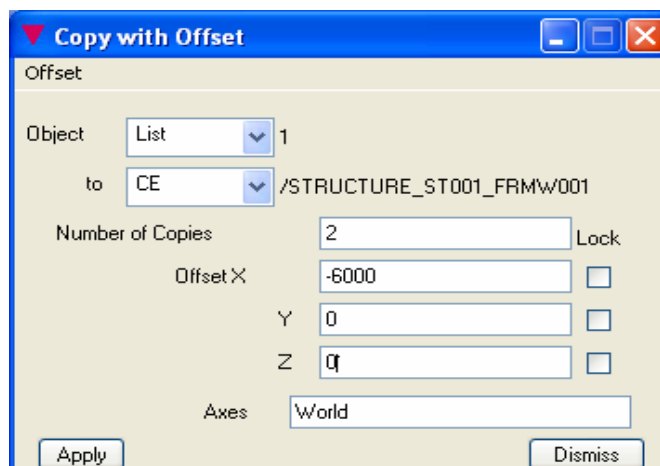 Copy with Offset
Offset
Object List 1
to CE /STRUCTURE_ST001_FRMW001
Number of Copies 2 Lock
Offset X -6000
Y 0
Z 0
Axes World
Apply Dismiss